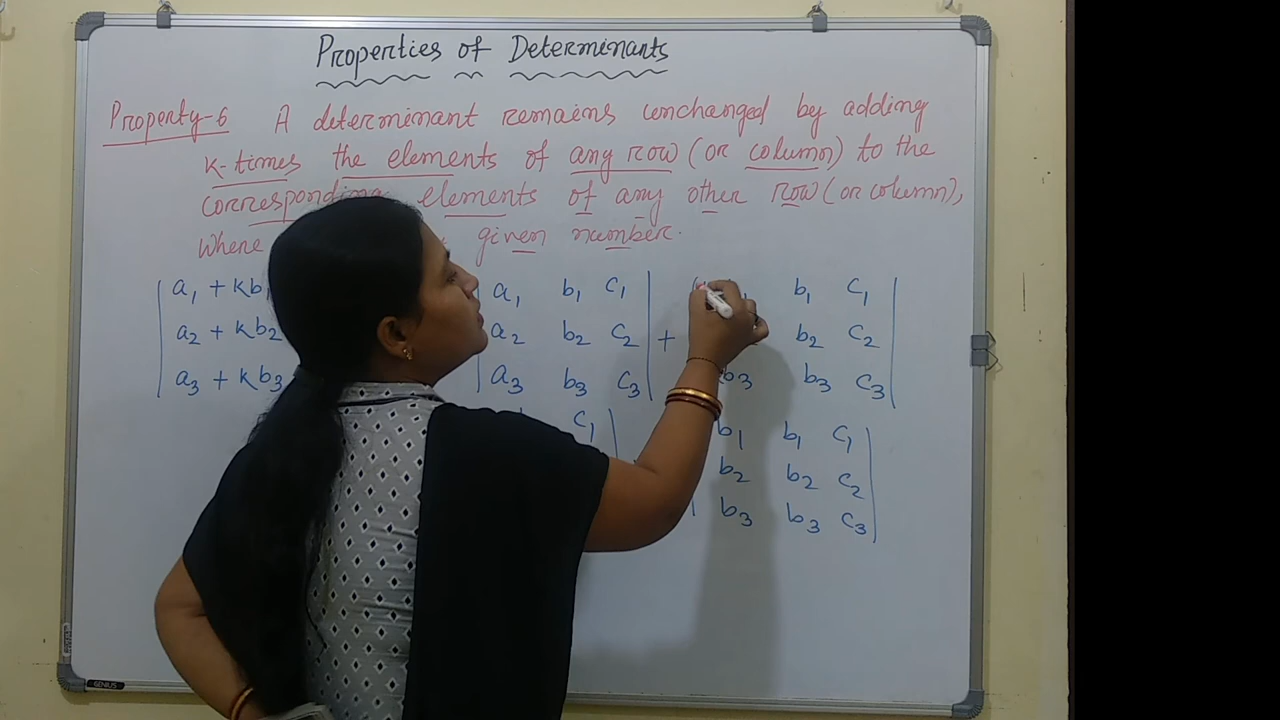 Properties of Determinants
Property-6 A determinant remains unchanged by adding
K-times the elements of any row (or column) to the
corresponding elements of any other row (or column),
Where given number.
a₁ + kb₁ a₁ b₁ c₁ b₁ c₁
a₂ + kb₂ a₂ b₂ c₂ + b₂ c₂
a₃ + kb₃ a₃ b₃ c₃ b₃ b₃ c₃
c₁ b₁ b₁ c₁
b₂ b₂ c₂
b₃ b₃ c₃
GENIUS